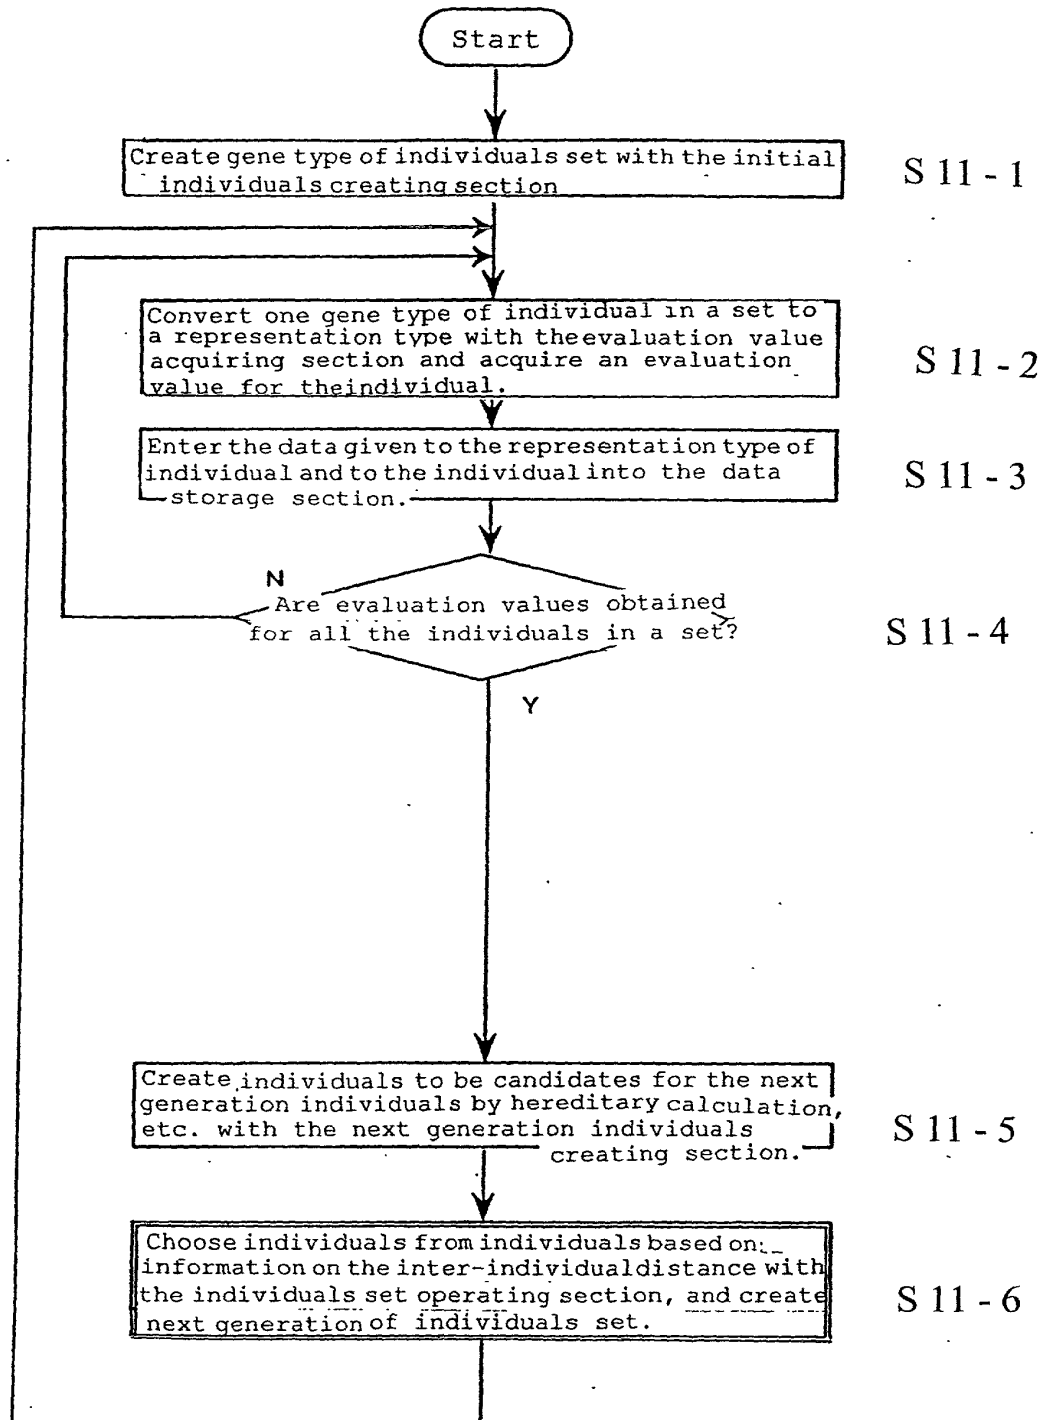 Start
Create gene type of individuals set with the initial
individuals creating section
S 11 - 1
Convert one gene type of individual in a set to
a representation type with theevaluation value
acquiring section and acquire an evaluation
value for theindividual.
S 11 - 2
Enter the data given to the representation type of
individual and to the individual into the data
storage section.
S 11 - 3
N
Are evaluation values obtained
for all the individuals in a set?
S 11 - 4
Y
Create individuals to be candidates for the next
generation individuals by hereditary calculation,
etc. with the next generation individuals
creating section.
S 11 - 5
Choose individuals from individuals based on
information on the inter-individual distance with
the individuals set operating section, and create
next generation of individuals set.
S 11 - 6